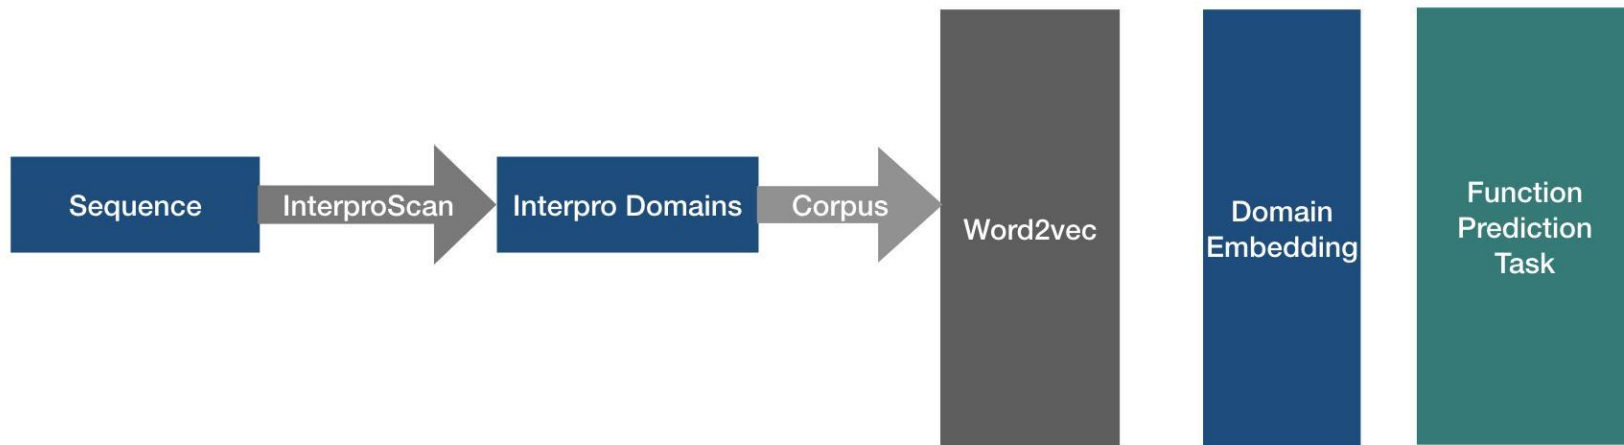 Sequence
InterproScan
Interpro Domains
Corpus
Word2vec
Domain
Embedding
Function
Prediction
Task